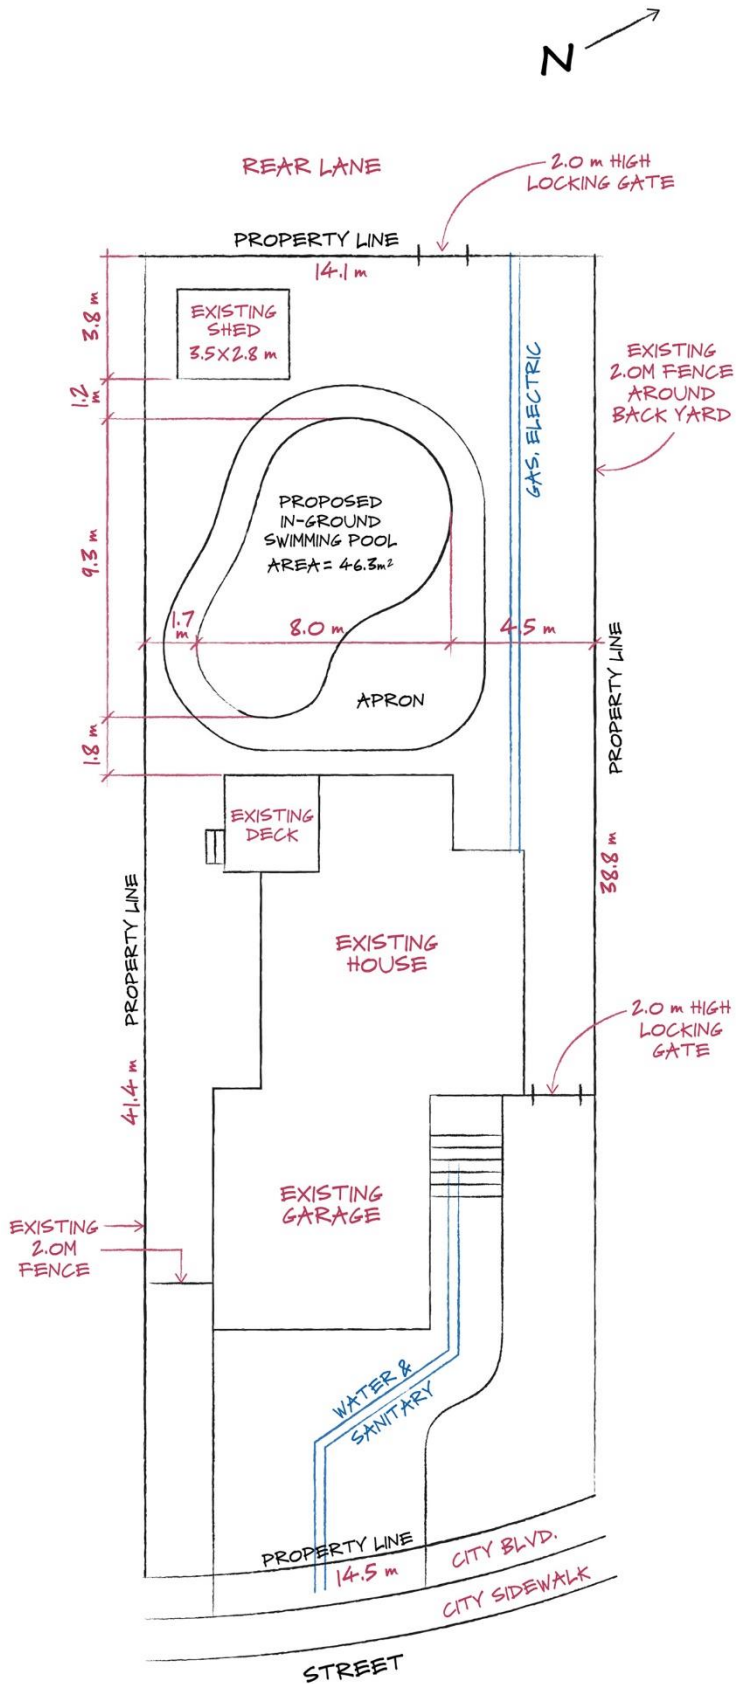 N
REAR LANE
2.0 m HIGH
LOCKING GATE
PROPERTY LINE
14.1 m
3.8 m
EXISTING
SHED
3.5X2.8 m
EXISTING
2.0M FENCE
AROUND
BACK YARD
GAS, ELECTRIC
1.2
m
PROPOSED
IN-GROUND
SWIMMING POOL
AREA = 46.3m²
9.3 m
1.7
m
8.0 m
4.5 m
PROPERTY LINE
APRON
1.8 m
EXISTING
DECK
38.8 m
PROPERTY LINE
EXISTING
HOUSE
2.0 m HIGH
LOCKING
GATE
41.4 m
EXISTING
GARAGE
EXISTING
2.0M
FENCE
WATER &
SANITARY
PROPERTY LINE
14.5 m
CITY BLVD.
CITY SIDEWALK
STREET